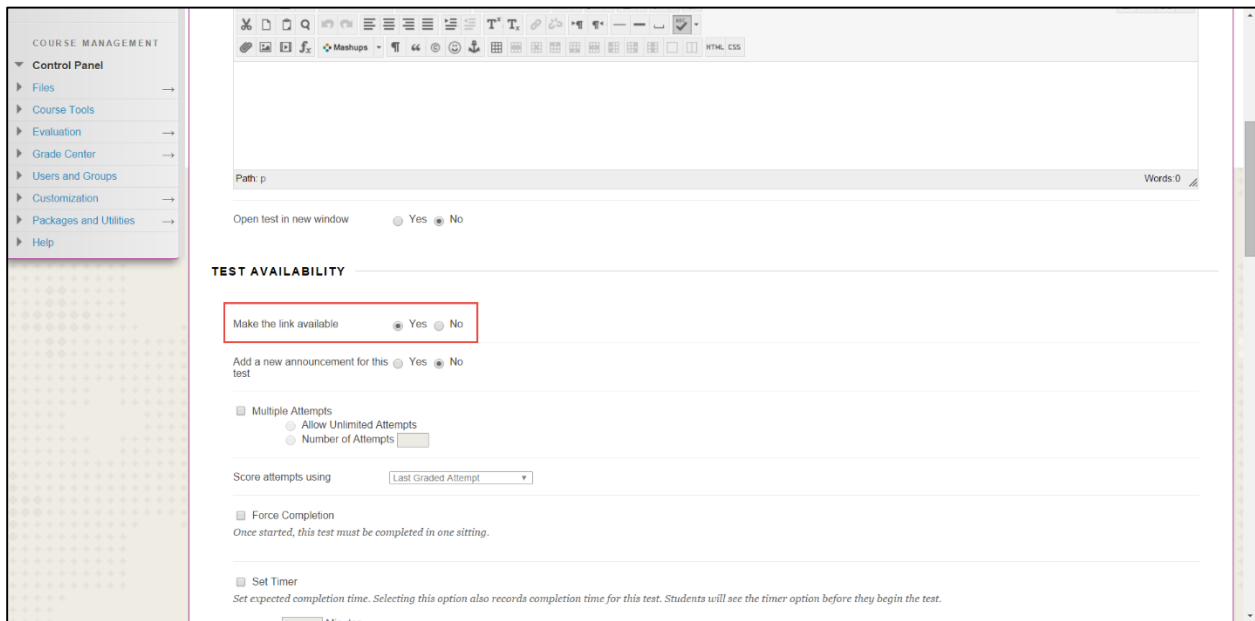 COURSE MANAGEMENT
Control Panel
Files
Course Tools
Evaluation
Grade Center
Users and Groups
Customization
Packages and Utilities
Help
Mashups
HTML CSS
Path: p
Words:0
Open test in new window Yes No
TEST AVAILABILITY
Make the link available Yes No
Add a new announcement for this Yes No
test
Multiple Attempts
Allow Unlimited Attempts
Number of Attempts
Score attempts using Last Graded Attempt
Force Completion
Once started, this test must be completed in one sitting.
Set Timer
Set expected completion time. Selecting this option also records completion time for this test. Students will see the timer option before they begin the test.
Minutes